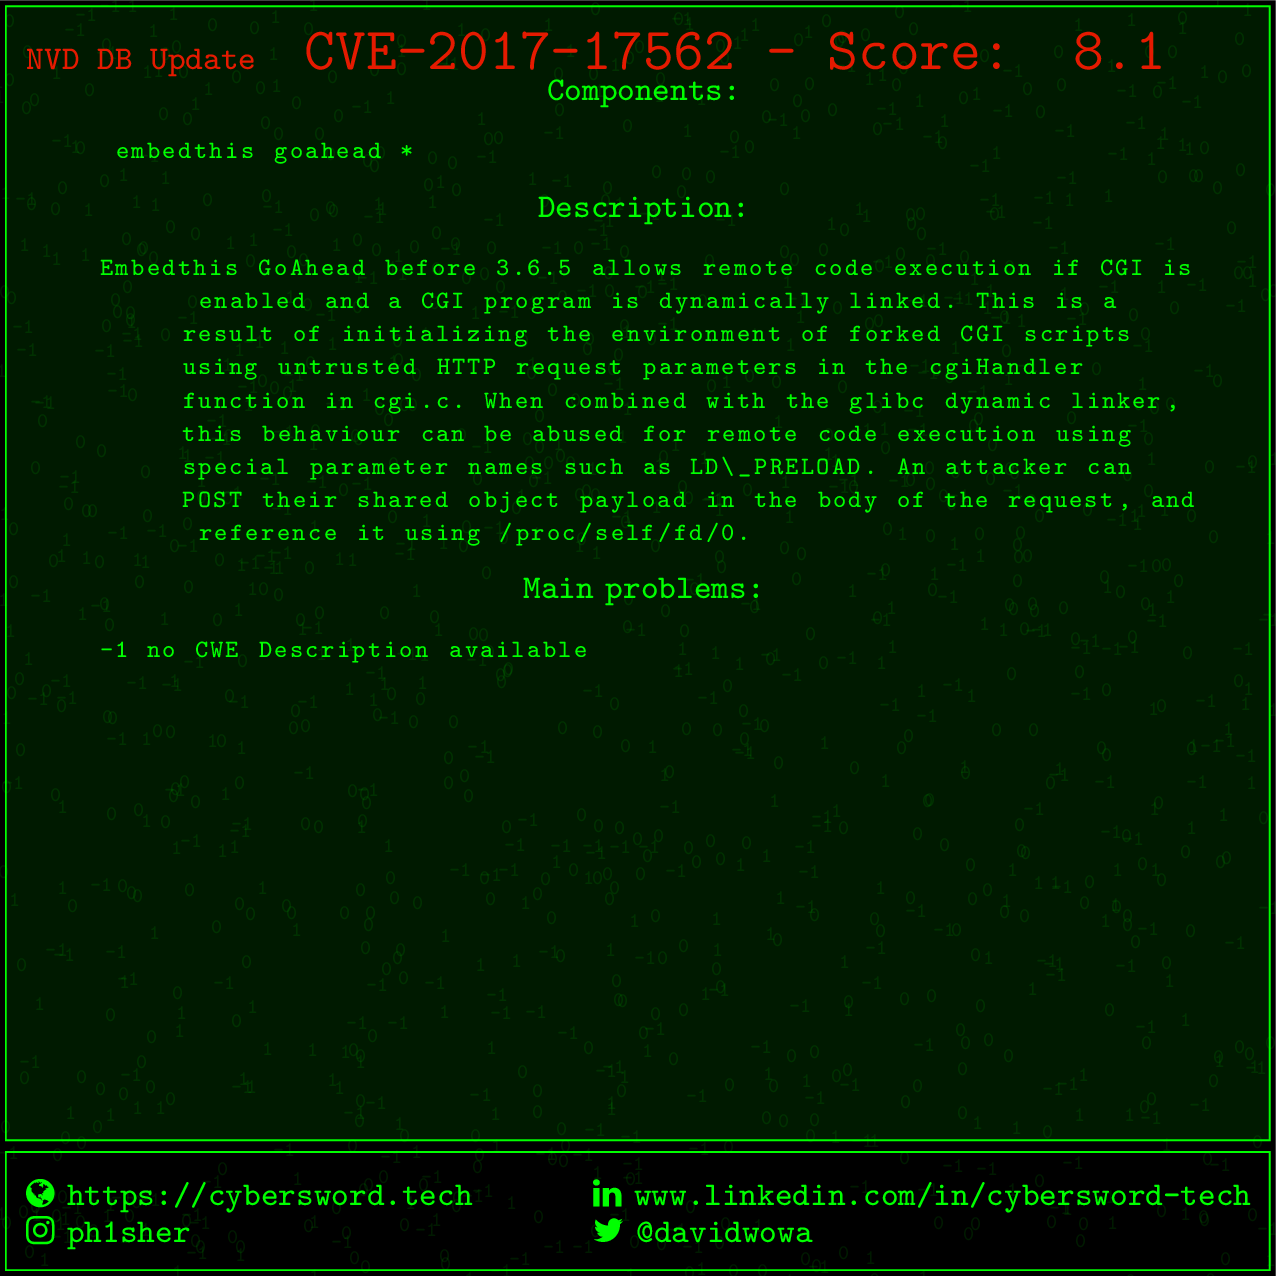 NVD DB Update CVE-2017-17562 - Score: 8.1
Components:
embedthis goahead *
Description:
Embedthis GoAhead before 3.6.5 allows remote code execution if CGI is
enabled and a CGI program is dynamically linked. This is a
result of initializing the environment of forked CGI scripts
using untrusted HTTP request parameters in the cgiHandler
function in cgi.c. When combined with the glibc dynamic linker,
this behaviour can be abused for remote code execution using
special parameter names such as LD\_PRELOAD. An attacker can
POST their shared object payload in the body of the request, and
reference it using /proc/self/fd/0.
Main problems:
-1 no CWE Description available
https://cybersword.tech
www.linkedin.com/in/cybersword-tech
ph1sher
@davidwowa